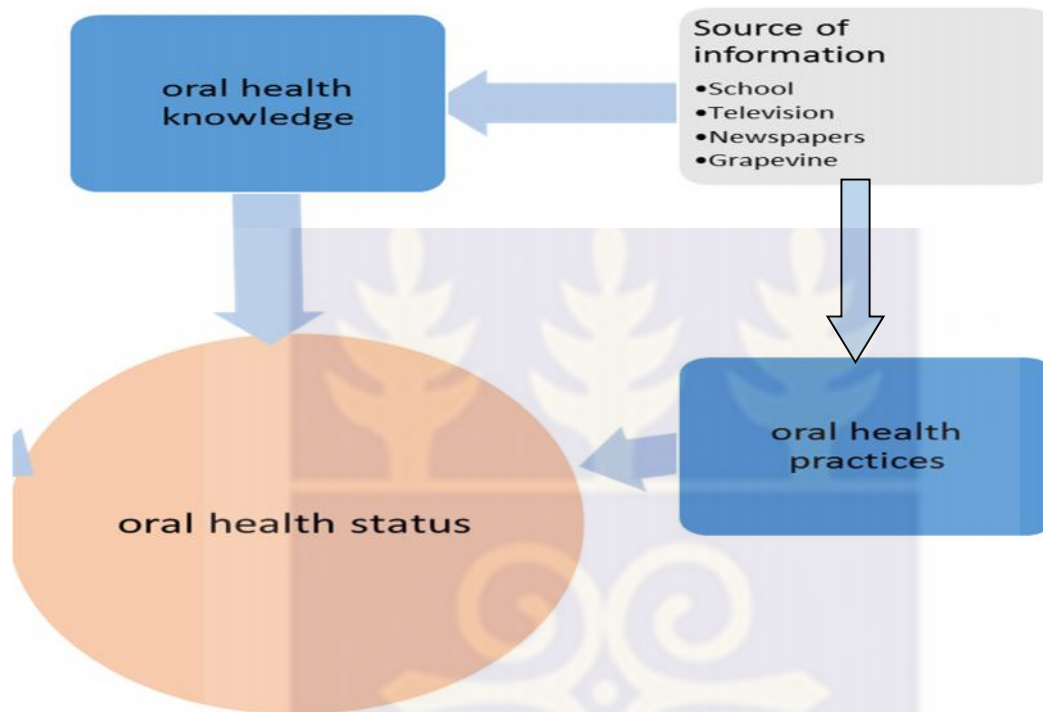 oral health
knowledge
Source of
information
•School
•Television
•Newspapers
•Grapevine
oral health
practices
oral health status